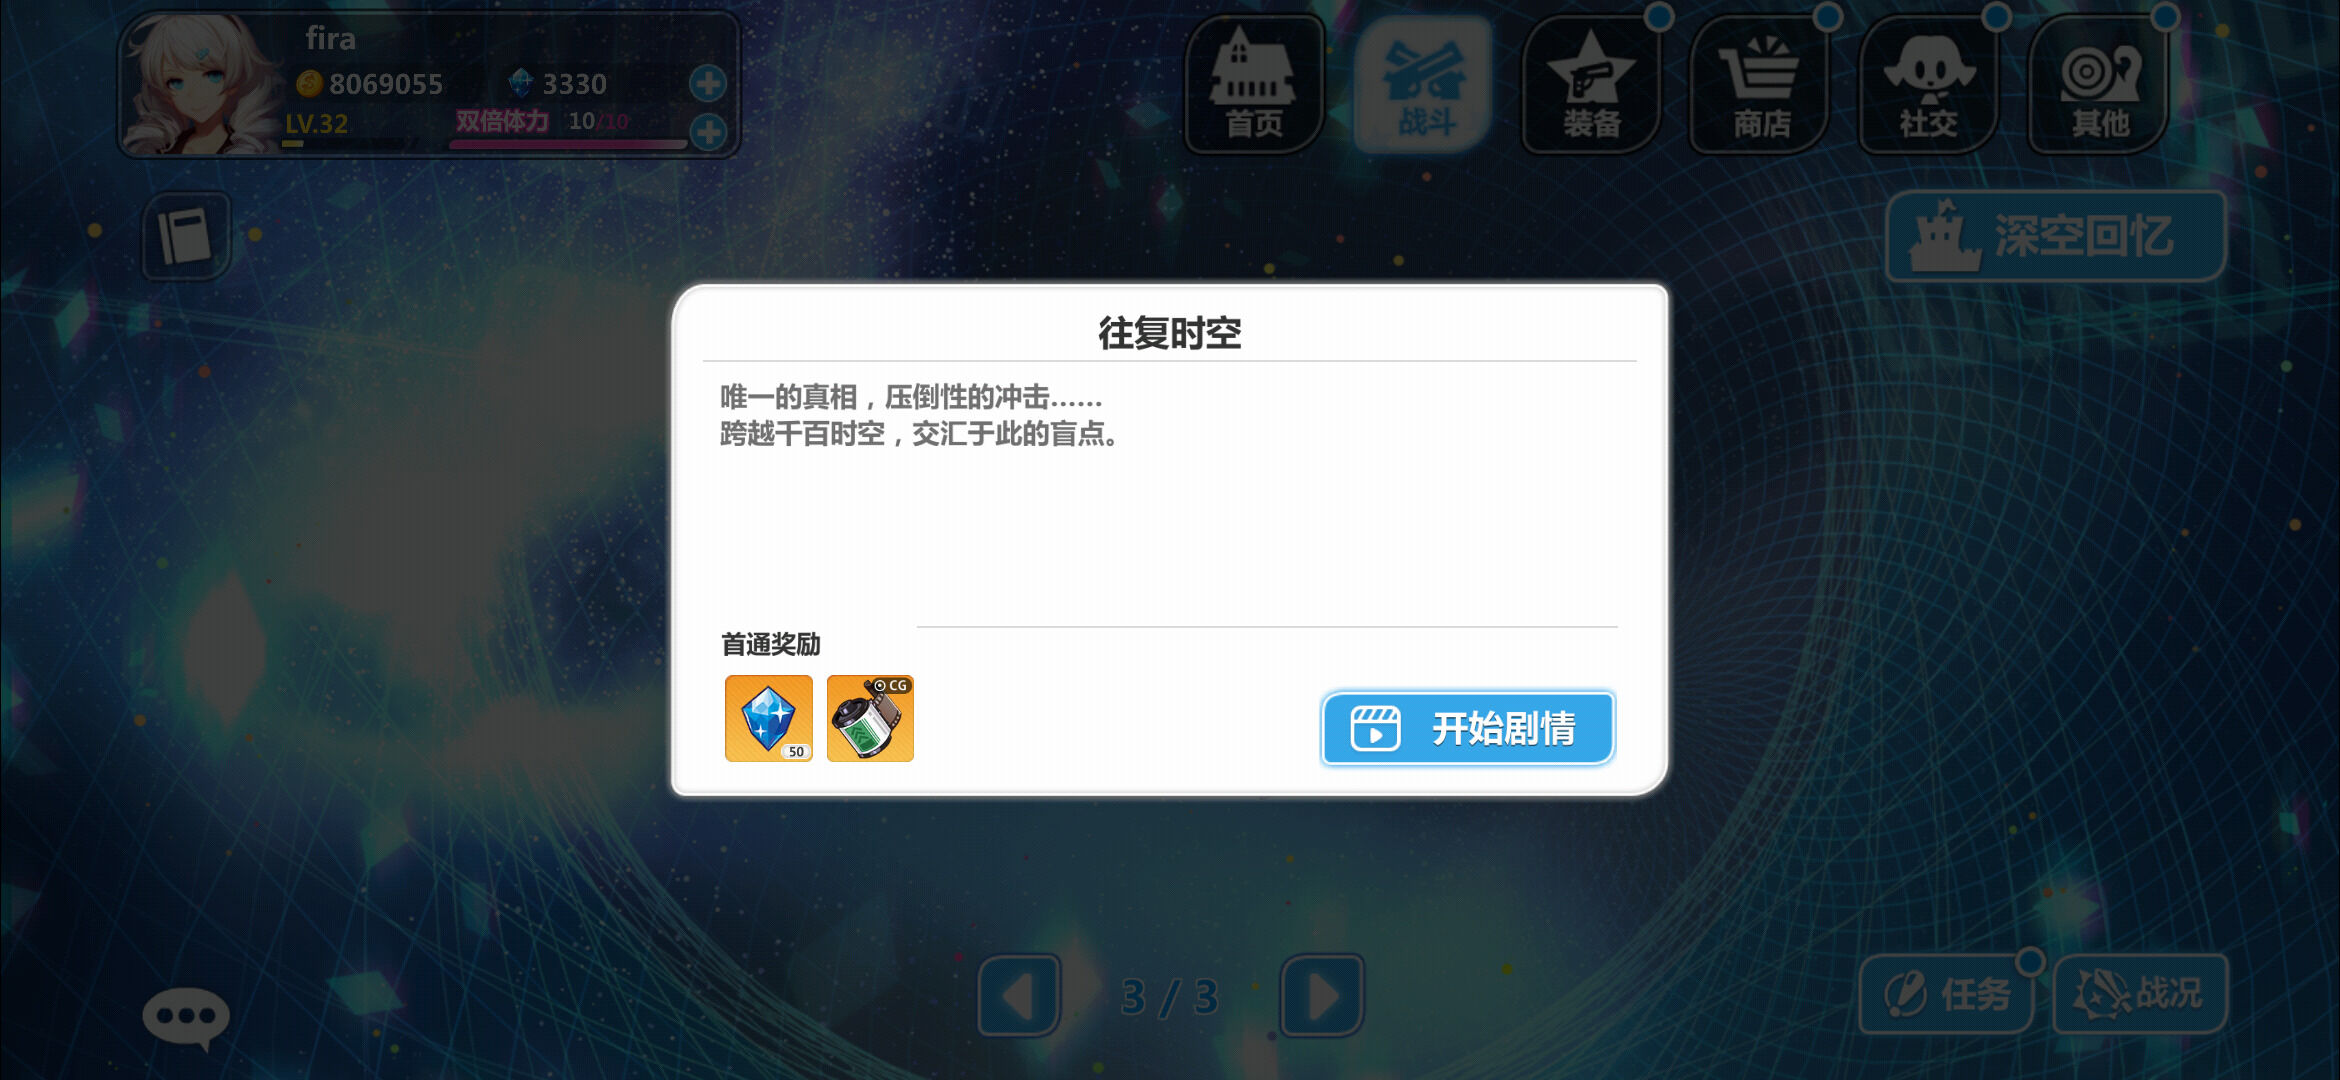 fira
8069055
3330
LV.32
双倍体力 10/10
首页
战斗
装备
商店
社交
其他
深空回忆
往复时空
唯一的真相，压倒性的冲击……
跨越千百时空，交汇于此的盲点。
首通奖励
50
CG
开始剧情
3 / 3
任务
战况